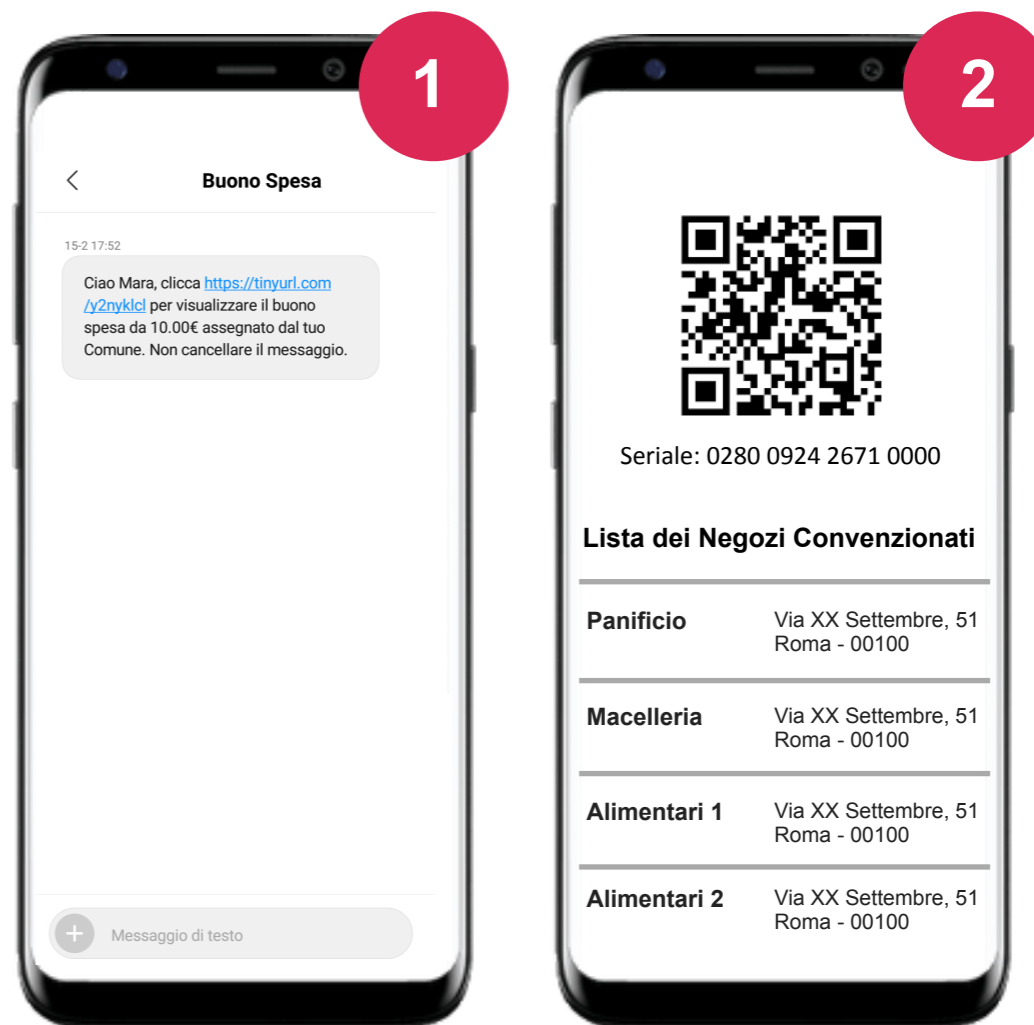 1
Buono Spesa
15-2 17:52
Ciao Mara, clicca https://tinyurl.com
/y2nyklcl per visualizzare il buono
spesa da 10.00€ assegnato dal tuo
Comune. Non cancellare il messaggio.
Messaggio di testo
2
Seriale: 0280 0924 2671 0000
Lista dei Negozi Convenzionati
Panificio Via XX Settembre, 51
Roma - 00100
Macelleria Via XX Settembre, 51
Roma - 00100
Alimentari 1 Via XX Settembre, 51
Roma - 00100
Alimentari 2 Via XX Settembre, 51
Roma - 00100